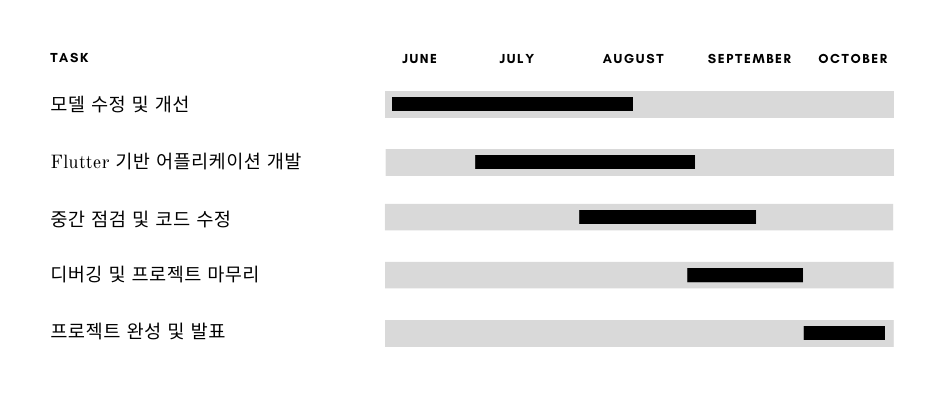 TASK JUNE JULY AUGUST SEPTEMBER OCTOBER
모델 수정 및 개선
Flutter 기반 어플리케이션 개발
중간 점검 및 코드 수정
디버깅 및 프로젝트 마무리
프로젝트 완성 및 발표